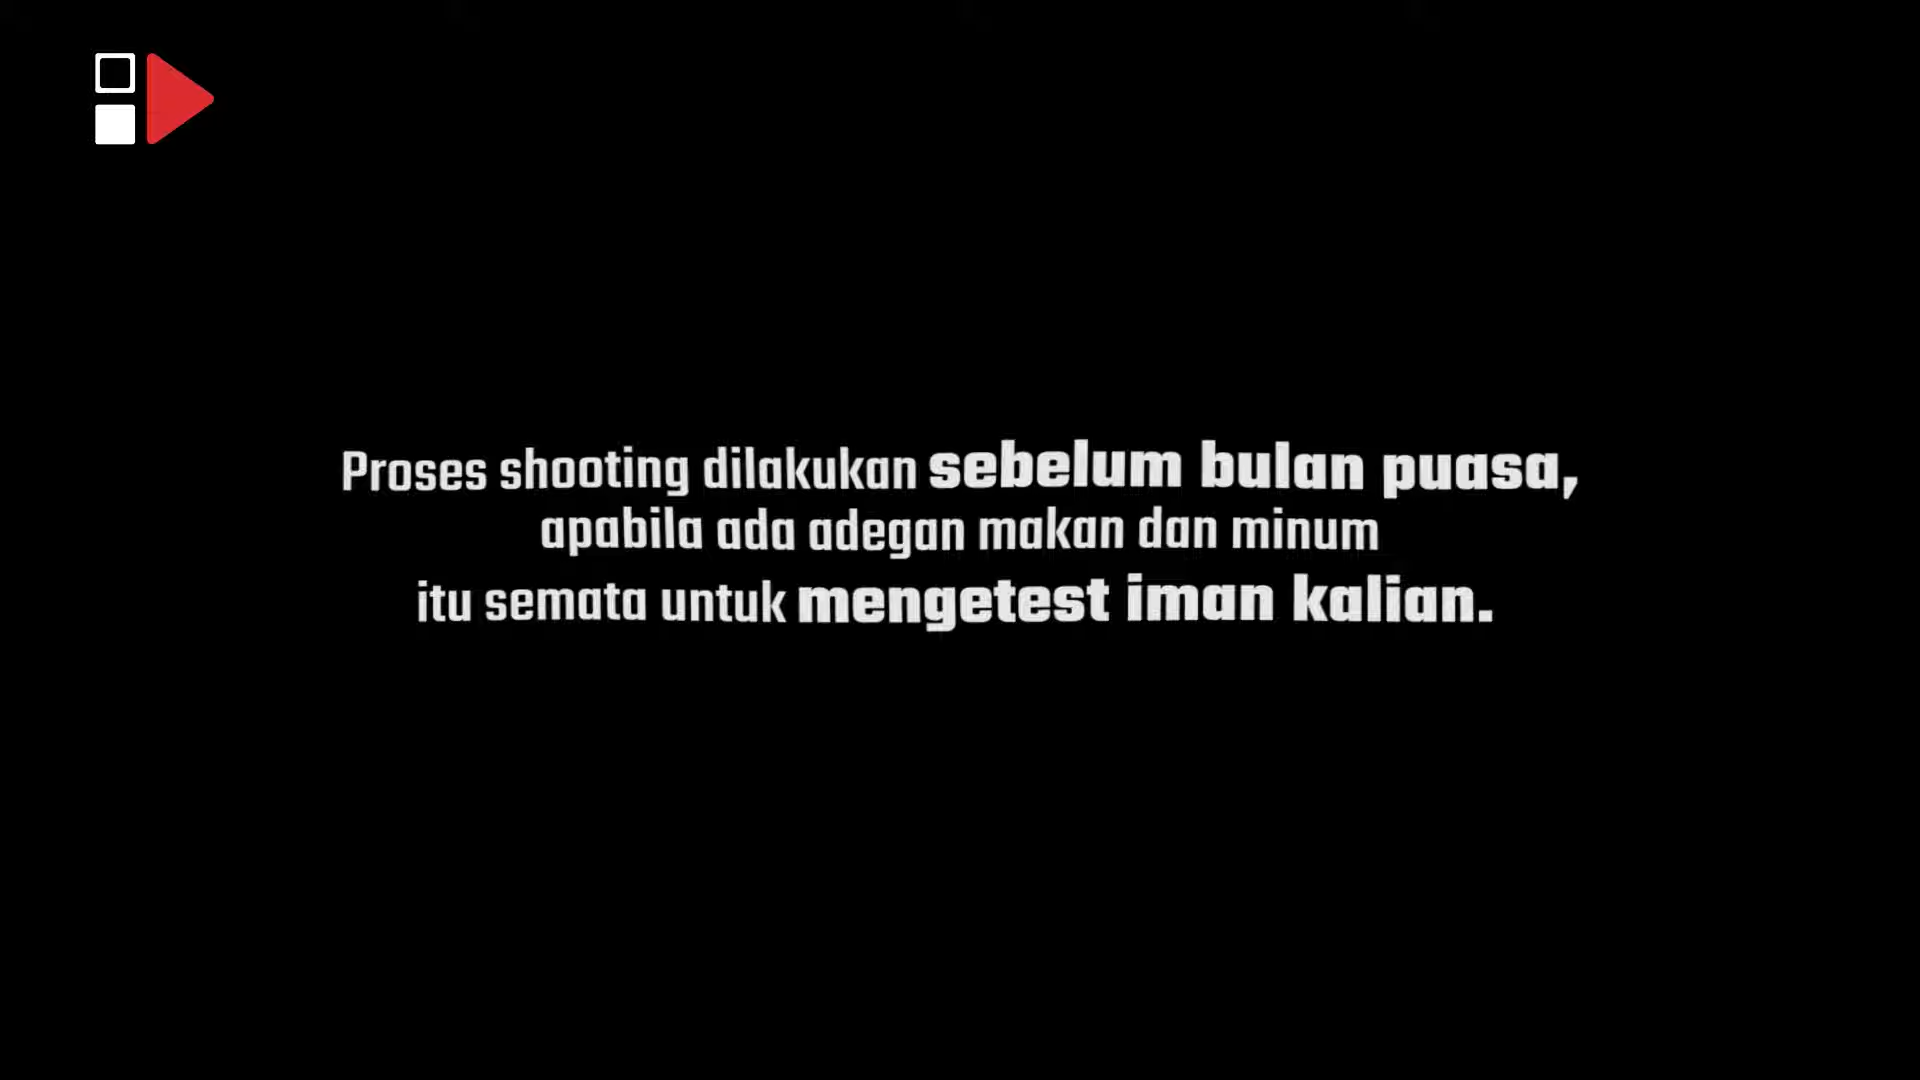 Proses shooting dilakukan sebelum bulan puasa,
apabila ada adegan makan dan minum
itu semata untuk mengetest iman kalian.